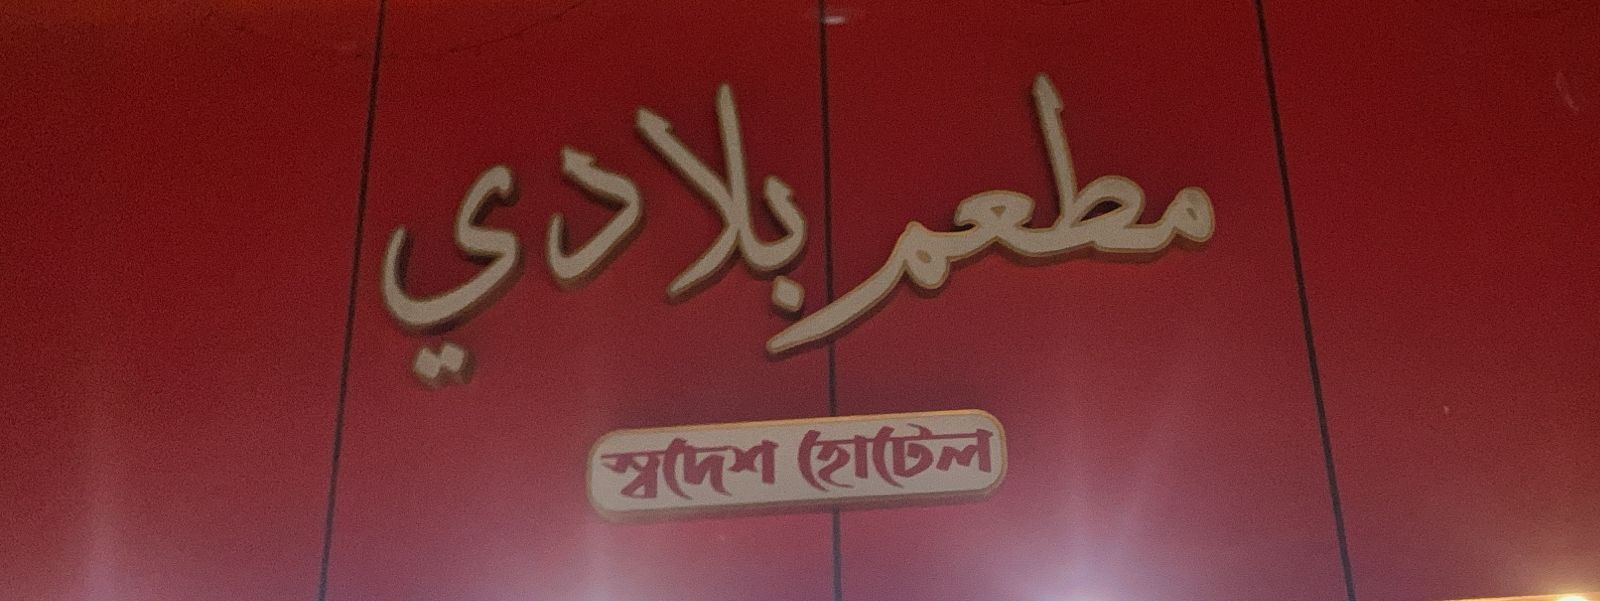 مطعم بلادي
স্বদেশ হোটেল